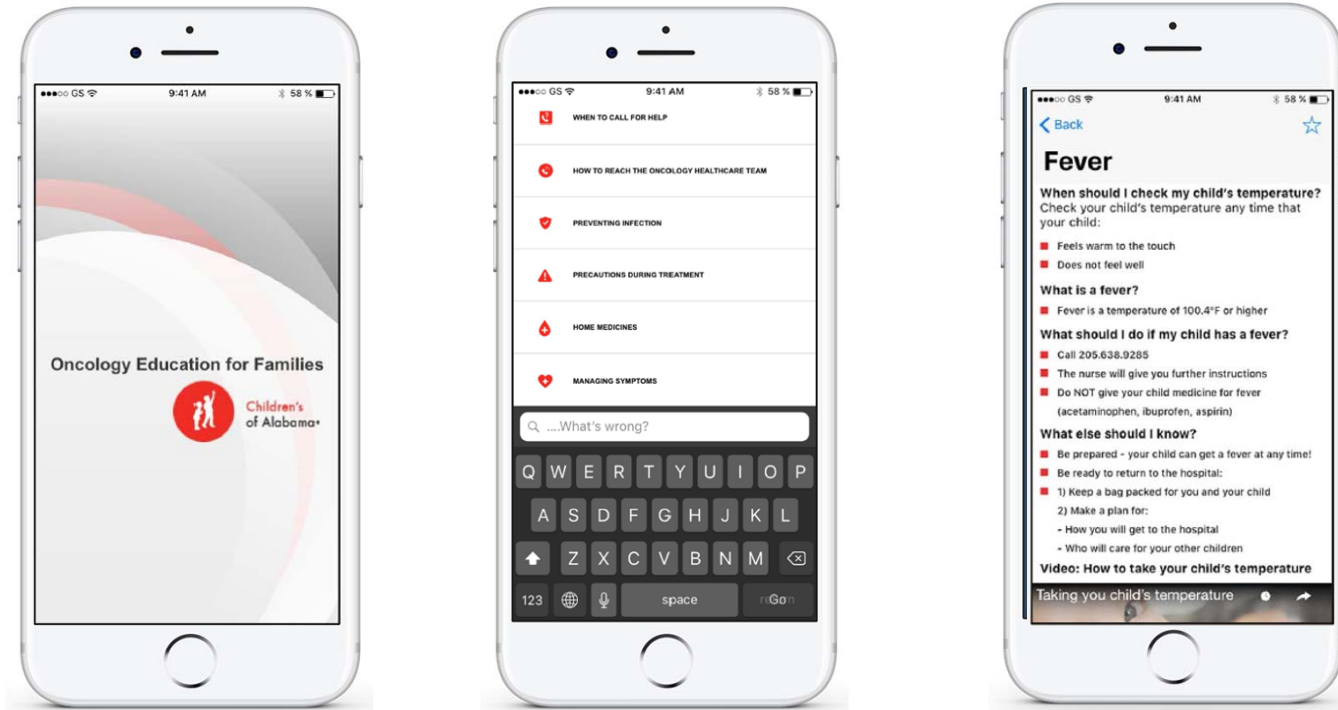 ●●●○○ GS 9:41 AM 58 %
Oncology Education for Families
Children's
of Alabama
●●●○○ GS 9:41 AM 58 %
WHEN TO CALL FOR HELP
HOW TO REACH THE ONCOLOGY HEALTHCARE TEAM
PREVENTING INFECTION
PRECAUTIONS DURING TREATMENT
HOME MEDICINES
MANAGING SYMPTOMS
....What's wrong?
Q W E R T Y U I O P
A S D F G H J K L
Z X C V B N M
123 space Go
●●●○○ GS 9:41 AM 58 %
Back
Fever
When should I check my child's temperature?
Check your child's temperature any time that
your child:
Feels warm to the touch
Does not feel well
What is a fever?
Fever is a temperature of 100.4°F or higher
What should I do if my child has a fever?
Call 205.638.9285
The nurse will give you further instructions
Do NOT give your child medicine for fever
(acetaminophen, ibuprofen, aspirin)
What else should I know?
Be prepared - your child can get a fever at any time!
Be ready to return to the hospital:
1) Keep a bag packed for you and your child
2) Make a plan for:
- How you will get to the hospital
- Who will care for your other children
Video: How to take your child's temperature
Taking you child's temperature